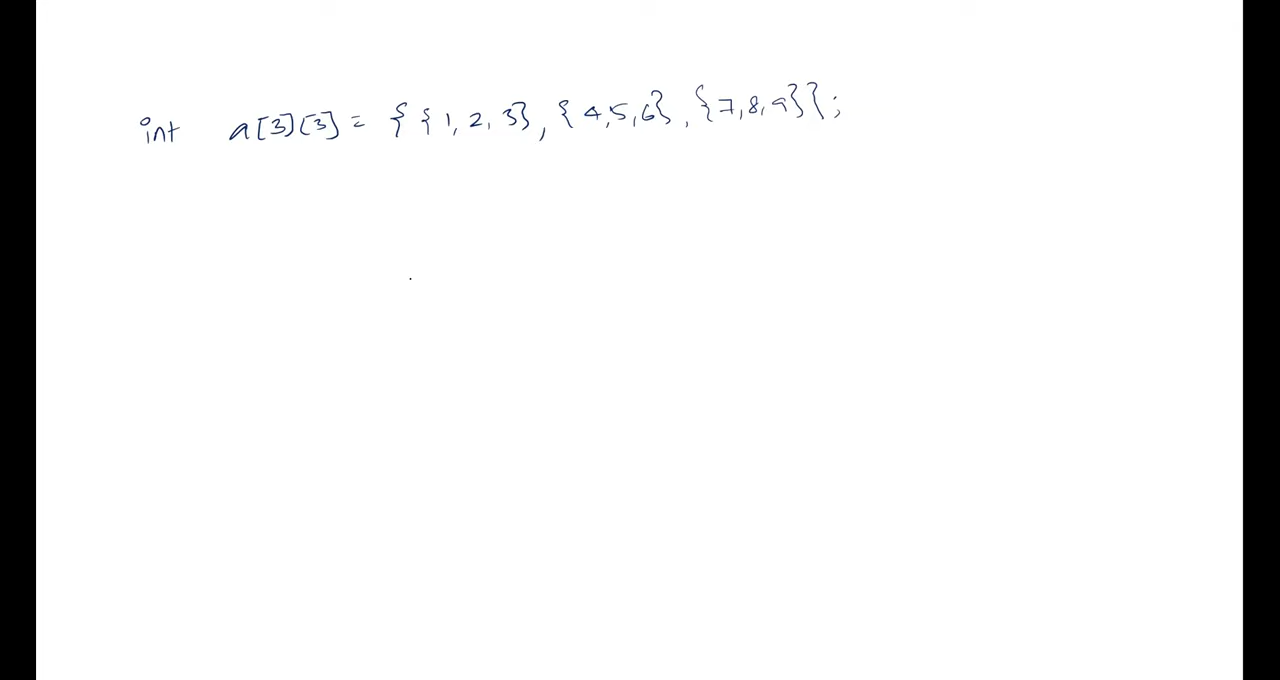 int a[3][3] = { { 1, 2, 3}, { 4,5,6} , {7,8,9}};